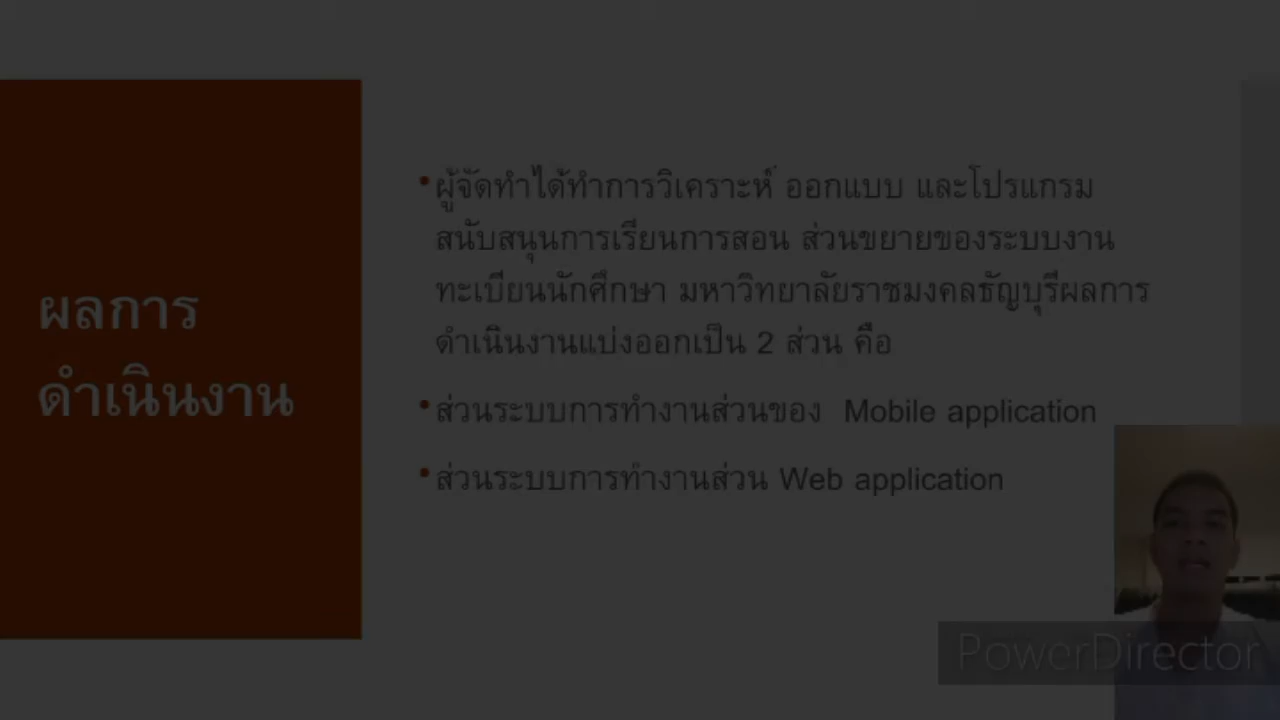 ผลการ
ดำเนินงาน
•ผู้จัดทำได้ทำการวิเคราะห์ ออกแบบ และโปรแกรม
สนับสนุนการเรียนการสอน ส่วนขยายของระบบงาน
ทะเบียนนักศึกษา มหาวิทยาลัยราชมงคลธัญบุรีผลการ
ดำเนินงานแบ่งออกเป็น 2 ส่วน คือ
•ส่วนระบบการทำงานส่วนของ Mobile application
•ส่วนระบบการทำงานส่วน Web application
PowerDirector